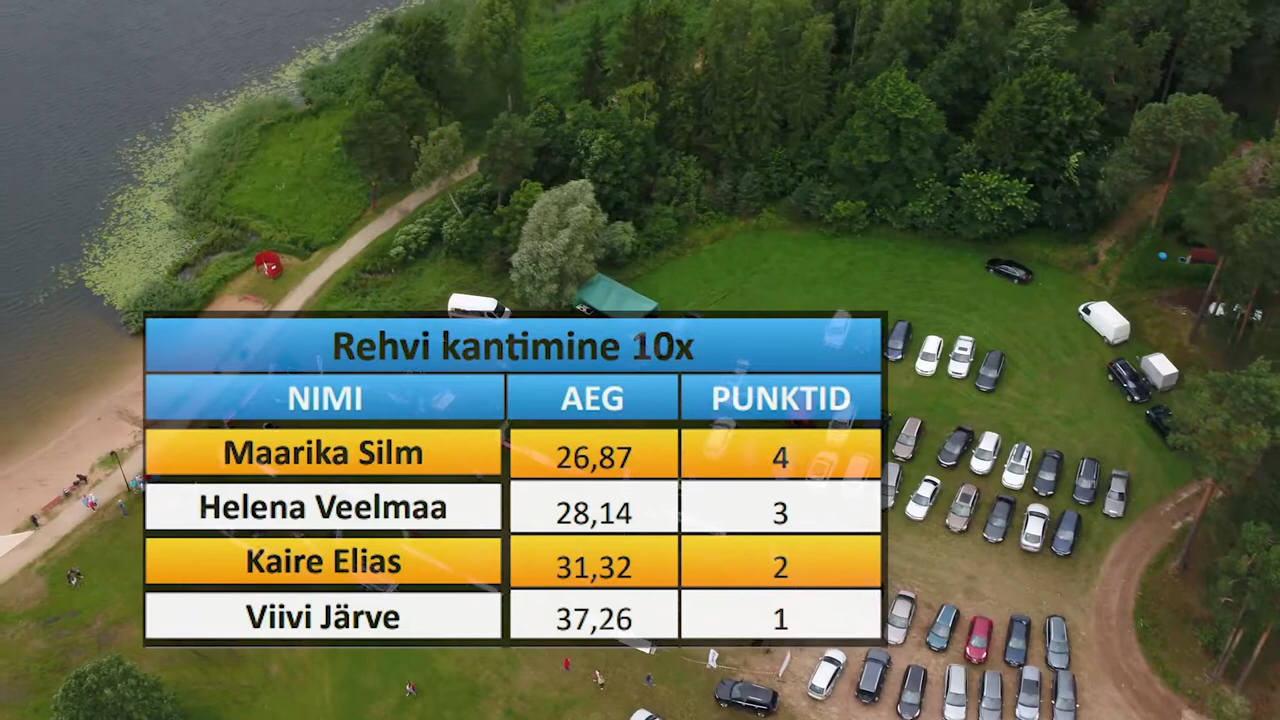 Rehvi kantimine 10x
NIMI AEG PUNKTID
Maarika Silm 26,87 4
Helena Veelmaa 28,14 3
Kaire Elias 31,32 2
Viivi Järve 37,26 1